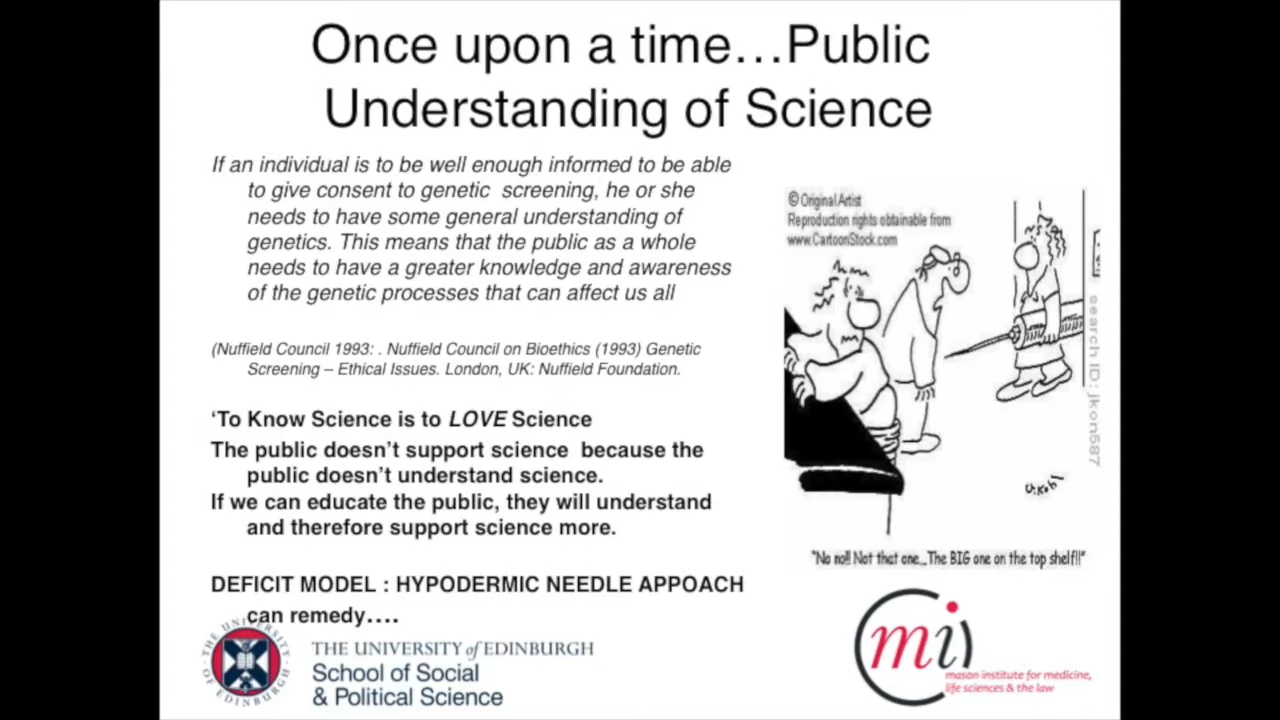 Once upon a time…Public
Understanding of Science
If an individual is to be well enough informed to be able
to give consent to genetic screening, he or she
needs to have some general understanding of
genetics. This means that the public as a whole
needs to have a greater knowledge and awareness
of the genetic processes that can affect us all
(Nuffield Council 1993: . Nuffield Council on Bioethics (1993) Genetic
Screening – Ethical Issues. London, UK: Nuffield Foundation.
‘To Know Science is to LOVE Science
The public doesn’t support science because the
public doesn’t understand science.
If we can educate the public, they will understand
and therefore support science more.
DEFICIT MODEL : HYPODERMIC NEEDLE APPOACH
can remedy….
© Original Artist
Reproduction rights obtainable from
www.CartoonStock.com
search ID: jkon587
"No no!! Not that one...The BIG one on the top shelf!!"
THE UNIVERSITY OF EDINBURGH
THE UNIVERSITY of EDINBURGH
School of Social
& Political Science
mi
mason institute for medicine,
life sciences & the law